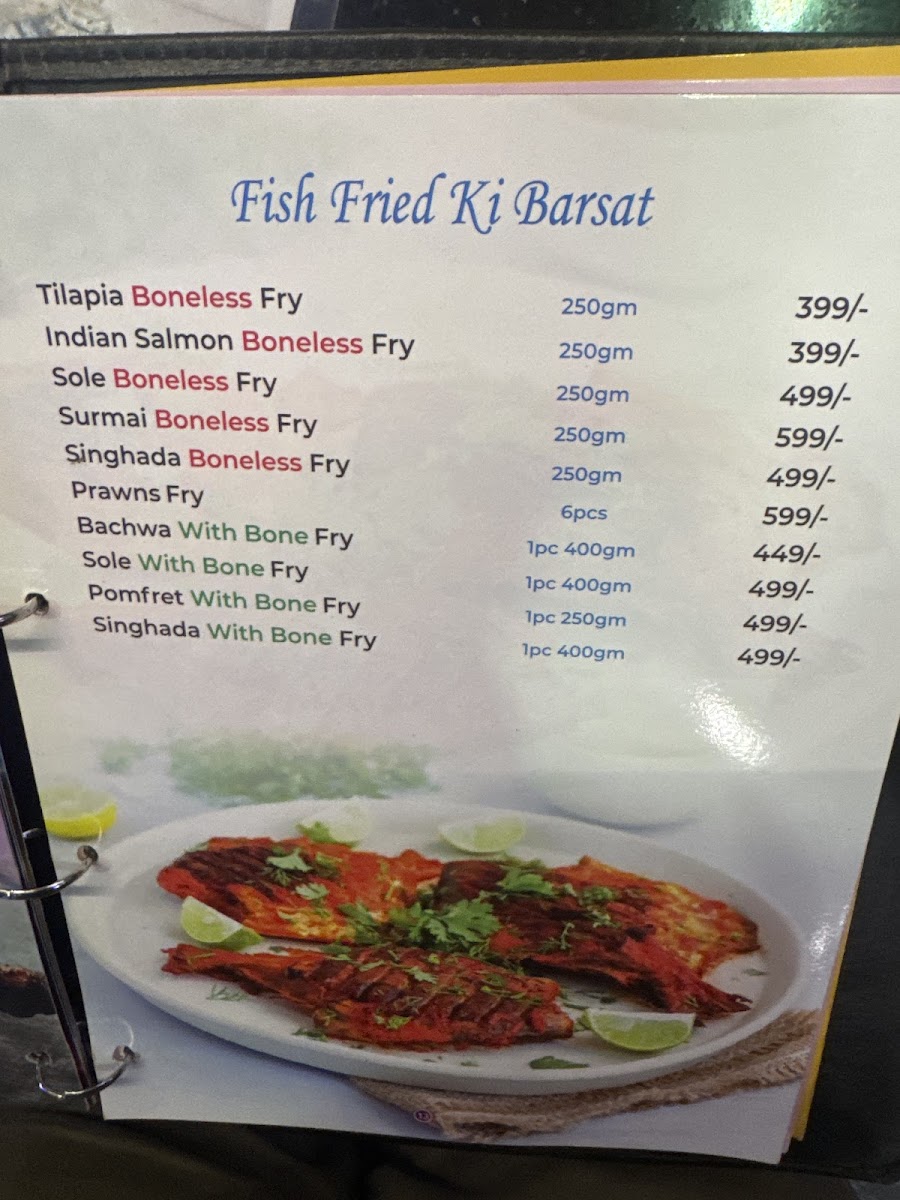 Fish Fried Ki Barsat
Tilapia Boneless Fry 250gm 399/-
Indian Salmon Boneless Fry 250gm 399/-
Sole Boneless Fry 250gm 499/-
Surmai Boneless Fry 250gm 599/-
Singhada Boneless Fry 250gm 499/-
Prawns Fry 6pcs 599/-
Bachwa With Bone Fry 1pc 400gm 449/-
Sole With Bone Fry 1pc 400gm 499/-
Pomfret With Bone Fry 1pc 250gm 499/-
Singhada With Bone Fry 1pc 400gm 499/-